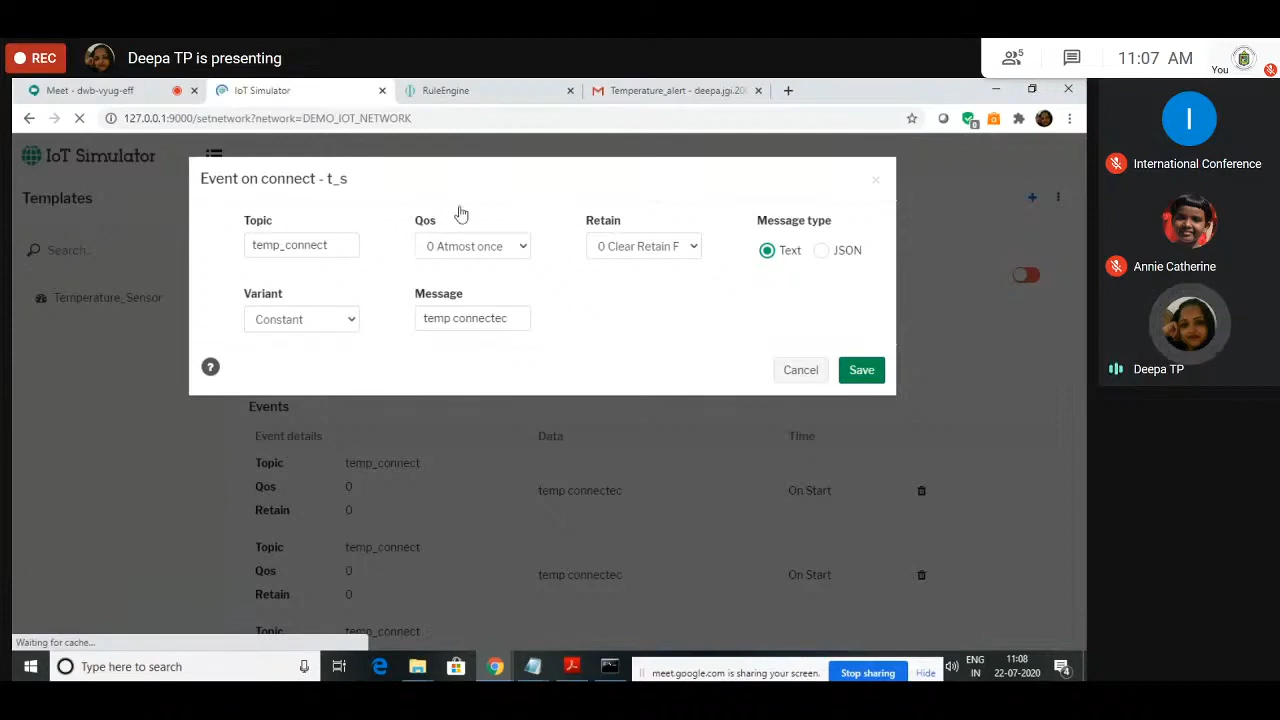 REC
Deepa TP is presenting
5
11:07 AM
You
Meet - dwb-vyug-eff
IoT Simulator
RuleEngine
Temperature_alert - deepa.jgi.20
127.0.0.1:9000/setnetwork?network=DEMO_IOT_NETWORK
IoT Simulator
Templates
Search..
Temperature_Sensor
Event on connect - t_s
Topic
Qos
Retain
Message type
temp_connect
0 Atmost once
0 Clear Retain F
Text
JSON
Variant
Message
Constant
temp connectec
?
Cancel
Save
Events
Event details
Data
Time
Topic
temp_connect
Qos
0
temp connectec
On Start
Retain
0
Topic
temp_connect
Qos
0
temp connectec
On Start
Retain
0
Topic
temp_connect
Waiting for cache...
Type here to search
meet.google.com is sharing your screen.
Stop sharing
Hide
ENG
IN
11:08
22-07-2020
4
I
International Conference
Annie Catherine
Deepa TP